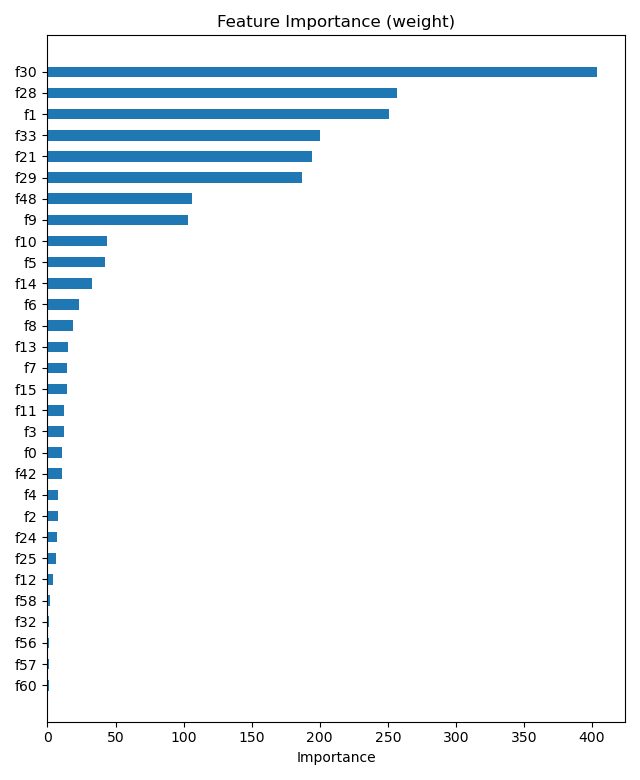 Feature Importance (weight)
f30
f28
f1
f33
f21
f29
f48
f9
f10
f5
f14
f6
f8
f13
f7
f15
f11
f3
f0
f42
f4
f2
f24
f25
f12
f58
f32
f56
f57
f60
0 50 100 150 200 250 300 350 400
Importance